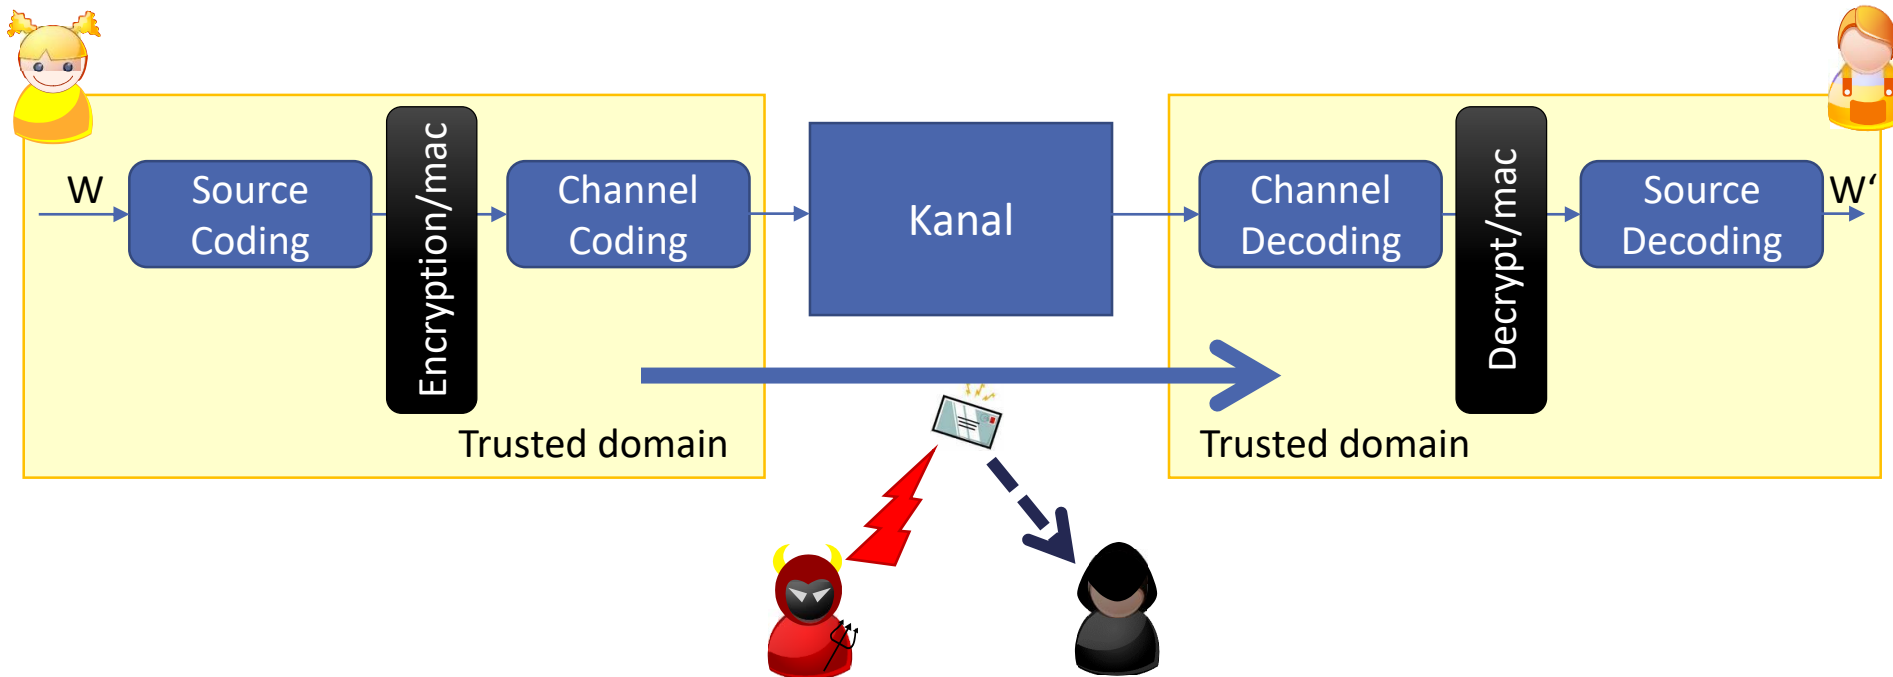 W
Source
Coding
Encryption/mac
Channel
Coding
Kanal
Channel
Decoding
Decrypt/mac
Source
Decoding
W‘
Trusted domain
Trusted domain